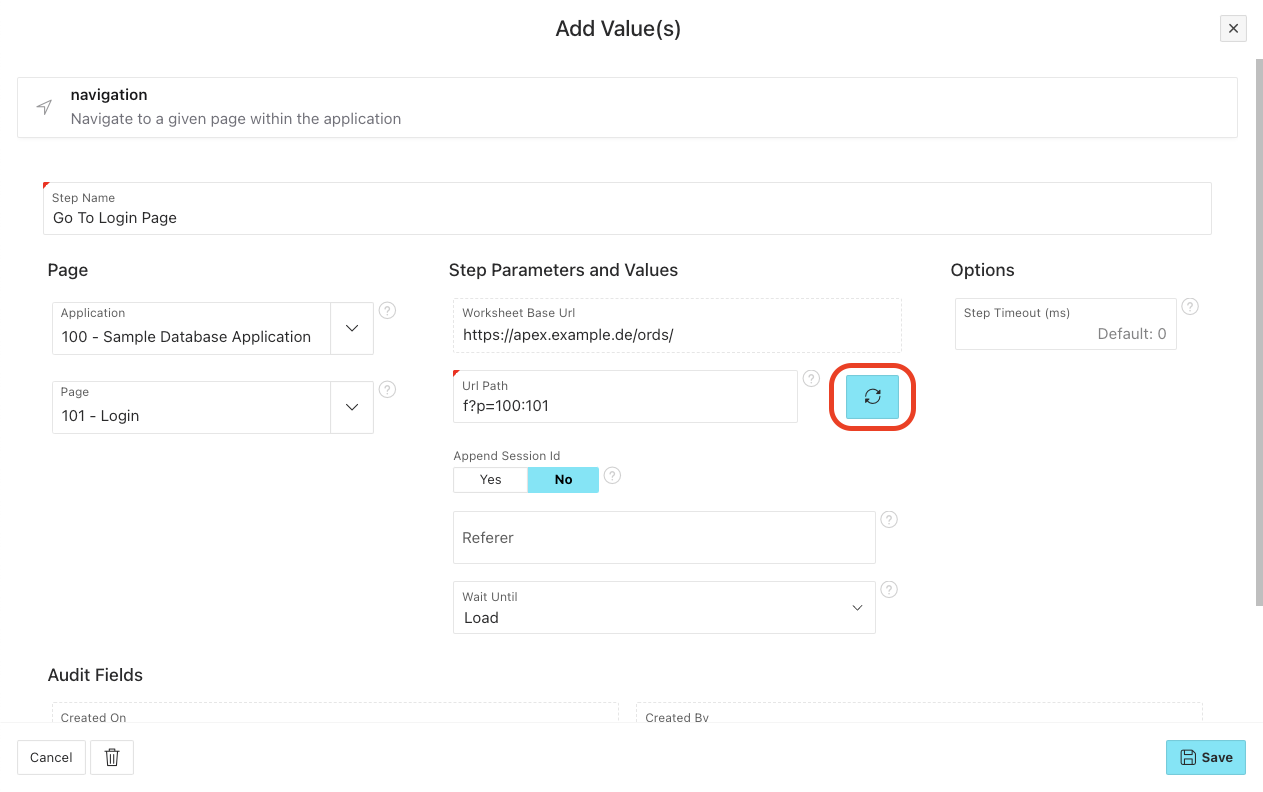 Add Value(s)
navigation
Navigate to a given page within the application
Step Name
Go To Login Page
Page
Application
100 - Sample Database Application
?
Page
101 - Login
?
Step Parameters and Values
Worksheet Base Url
https://apex.example.de/ords/
Url Path
f?p=100:101
?
Append Session Id
Yes
No
?
Referer
?
Wait Until
Load
?
Options
Step Timeout (ms)
Default: 0
?
Audit Fields
Created On
Created By
Cancel
Save